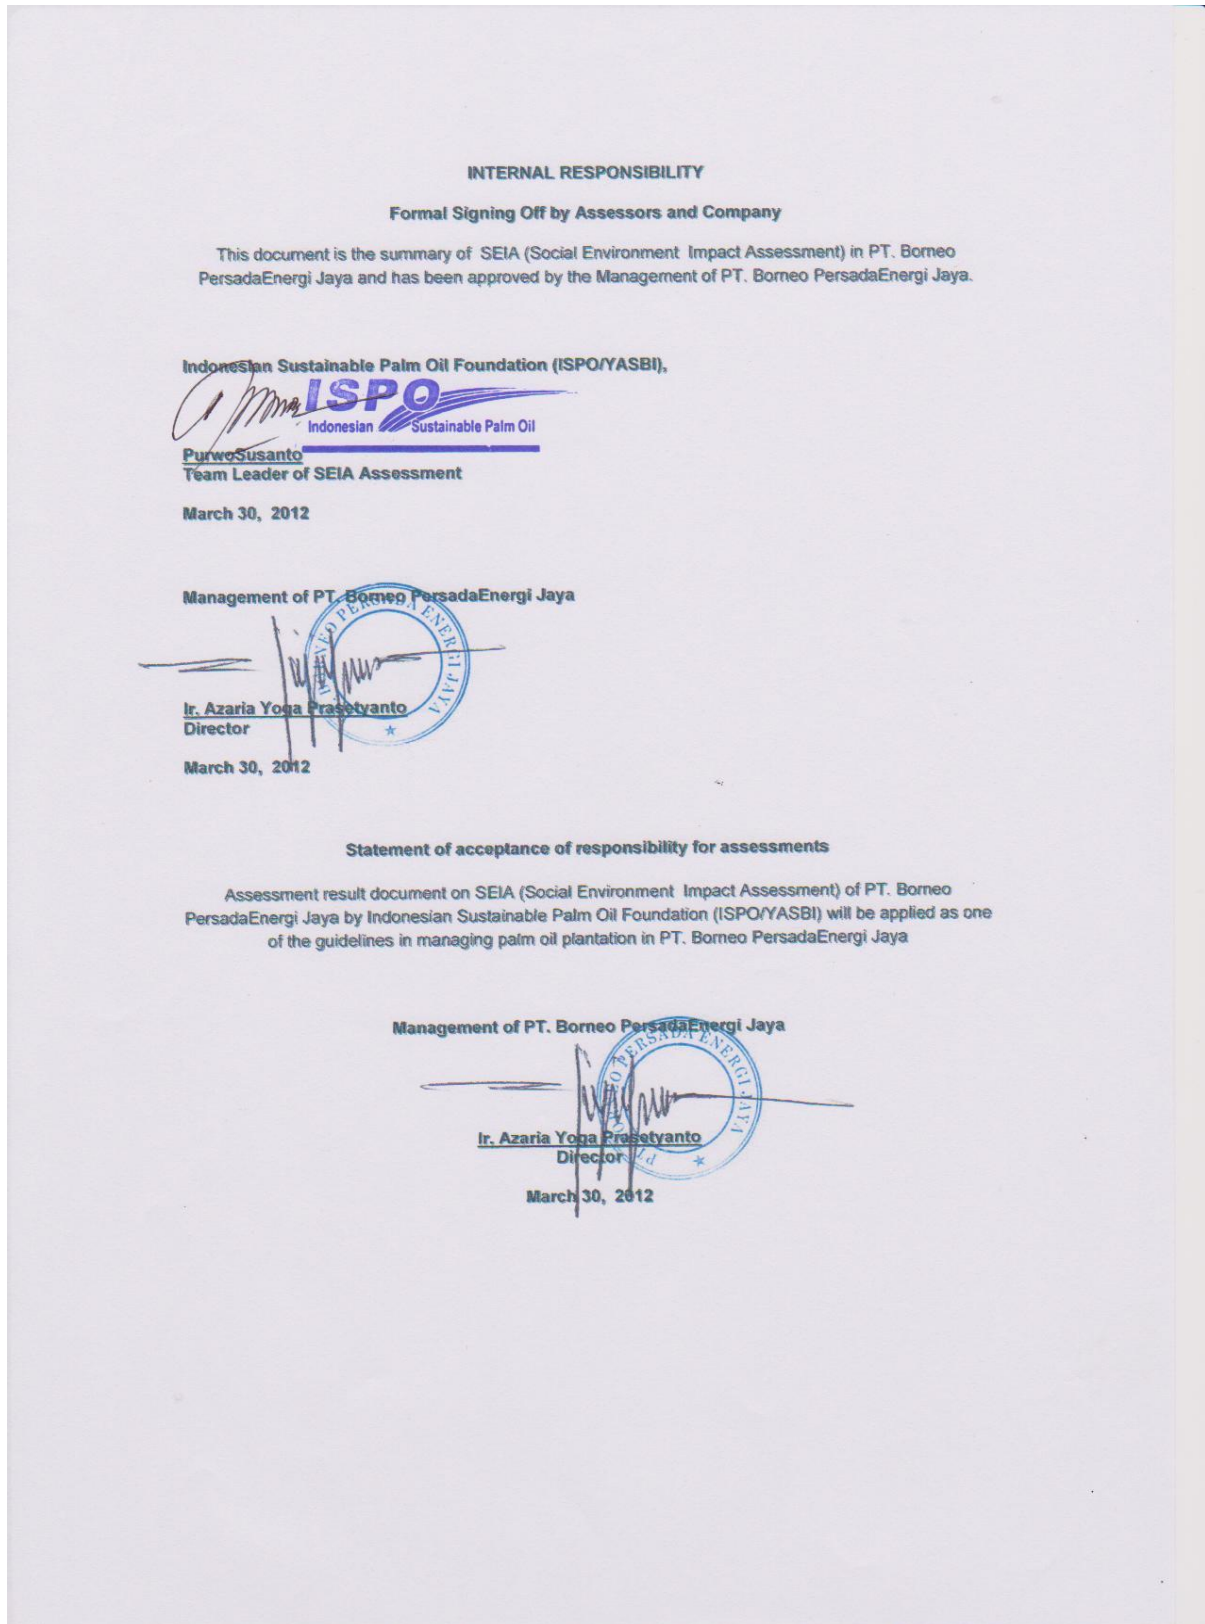 INTERNAL RESPONSIBILITY
Formal Signing Off by Assessors and Company
This document is the summary of SEIA (Social Environment Impact Assessment) in PT. Borneo
PersadaEnergi Jaya and has been approved by the Management of PT. Borneo PersadaEnergi Jaya.
Indonesian Sustainable Palm Oil Foundation (ISPO/YASBI),
ISPO
Indonesian Sustainable Palm Oil
PurwoSusanto
Team Leader of SEIA Assessment
March 30, 2012
Management of PT. Borneo PersadaEnergi Jaya
BORNEO PERSADA ENERGI JAYA
Ir. Azaria Yoga Prasetyanto
Director
March 30, 2012
Statement of acceptance of responsibility for assessments
Assessment result document on SEIA (Social Environment Impact Assessment) of PT. Borneo
PersadaEnergi Jaya by Indonesian Sustainable Palm Oil Foundation (ISPO/YASBI) will be applied as one
of the guidelines in managing palm oil plantation in PT. Borneo PersadaEnergi Jaya
Management of PT. Borneo PersadaEnergi Jaya
PT. BORNEO PERSADA ENERGI JAYA
Ir. Azaria Yoga Prasetyanto
Director
March 30, 2012